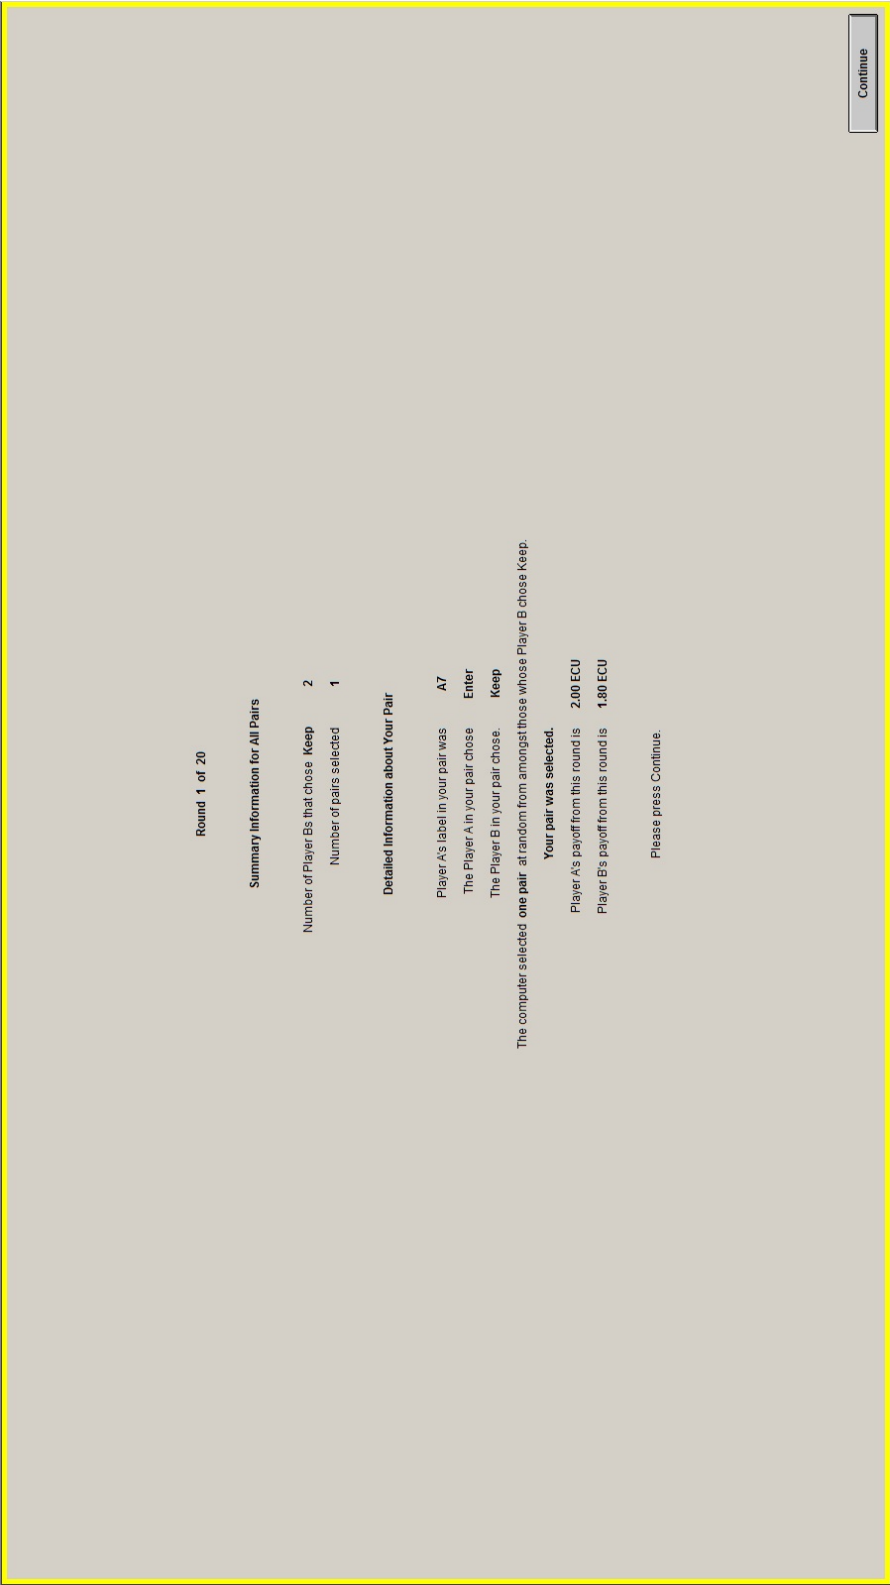 Round 1 of 20
Summary Information for All Pairs
Number of Player Bs that chose Keep 2
Number of pairs selected 1
Detailed Information about Your Pair
Player A's label in your pair was A7
The Player A in your pair chose Enter
The Player B in your pair chose. Keep
The computer selected one pair at random from amongst those whose Player B chose Keep.
Your pair was selected.
Player A's payoff from this round is 2.00 ECU
Player B's payoff from this round is 1.80 ECU
Please press Continue.
Continue